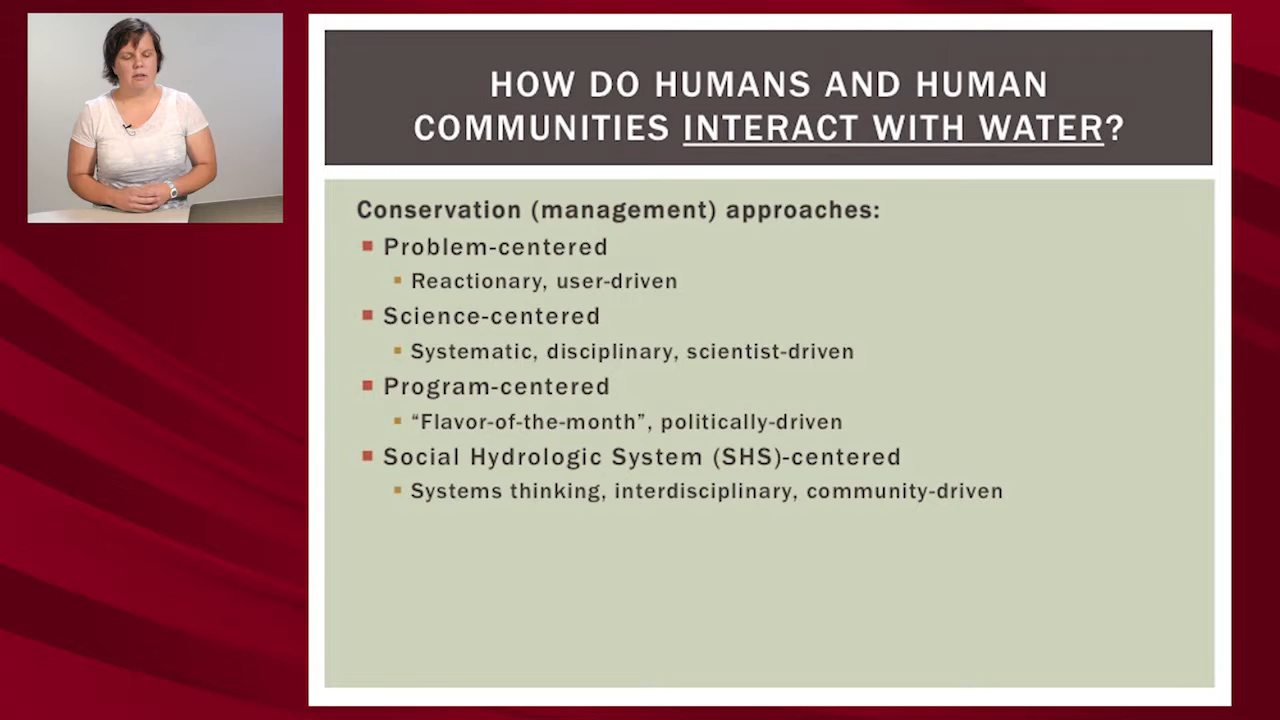 HOW DO HUMANS AND HUMAN
COMMUNITIES INTERACT WITH WATER?
Conservation (management) approaches:
Problem-centered
Reactionary, user-driven
Science-centered
Systematic, disciplinary, scientist-driven
Program-centered
“Flavor-of-the-month”, politically-driven
Social Hydrologic System (SHS)-centered
Systems thinking, interdisciplinary, community-driven